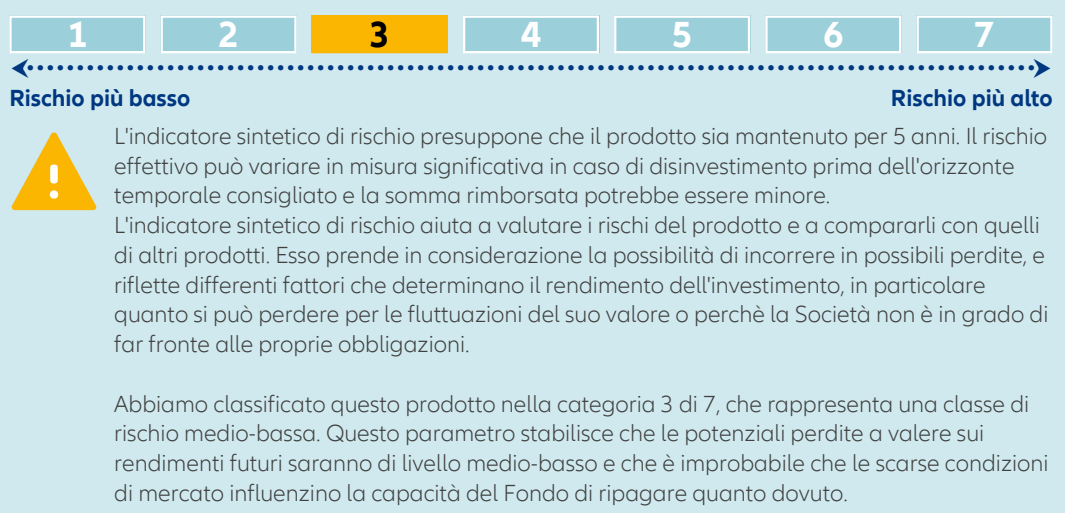 1 2 3 4 5 6 7
Rischio più basso Rischio più alto
L'indicatore sintetico di rischio presuppone che il prodotto sia mantenuto per 5 anni. Il rischio
effettivo può variare in misura significativa in caso di disinvestimento prima dell'orizzonte
temporale consigliato e la somma rimborsata potrebbe essere minore.
L'indicatore sintetico di rischio aiuta a valutare i rischi del prodotto e a compararli con quelli
di altri prodotti. Esso prende in considerazione la possibilità di incorrere in possibili perdite, e
riflette differenti fattori che determinano il rendimento dell'investimento, in particolare
quanto si può perdere per le fluttuazioni del suo valore o perchè la Società non è in grado di
far fronte alle proprie obbligazioni.
Abbiamo classificato questo prodotto nella categoria 3 di 7, che rappresenta una classe di
rischio medio-bassa. Questo parametro stabilisce che le potenziali perdite a valere sui
rendimenti futuri saranno di livello medio-basso e che è improbabile che le scarse condizioni
di mercato influenzino la capacità del Fondo di ripagare quanto dovuto.